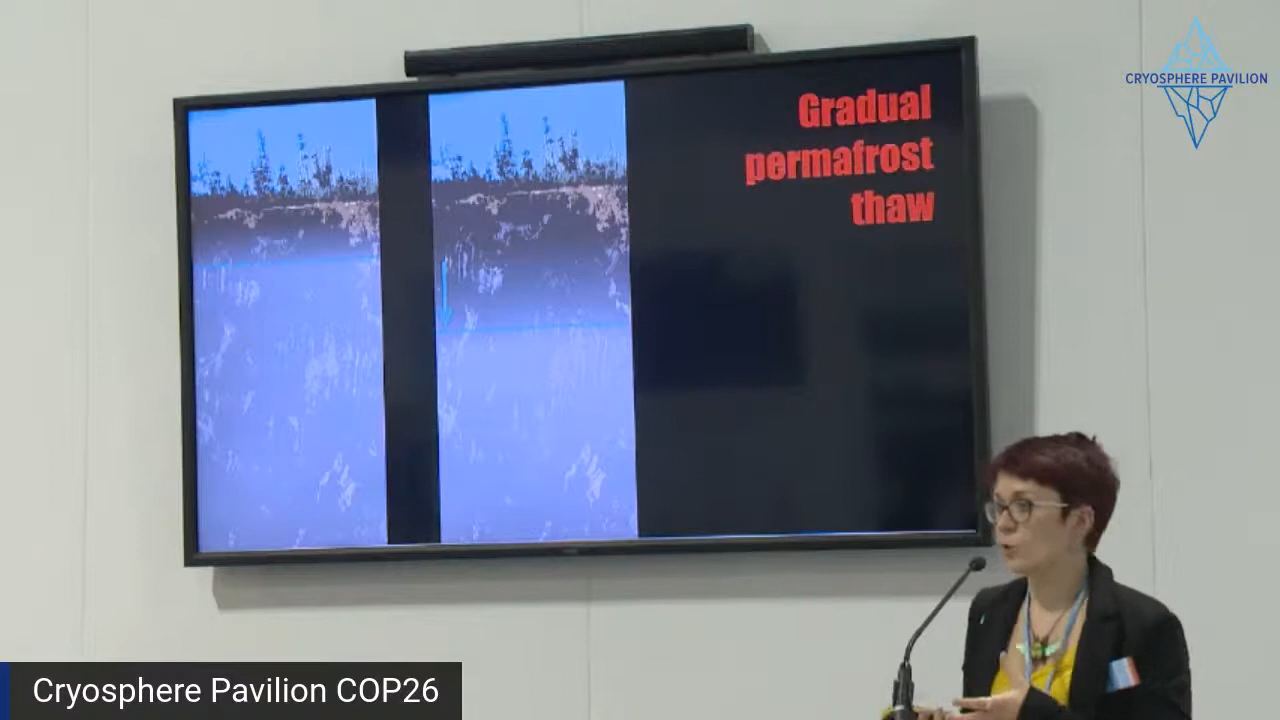 CRYOSPHERE PAVILION
Gradual
permafrost
thaw
Cryosphere Pavilion COP26